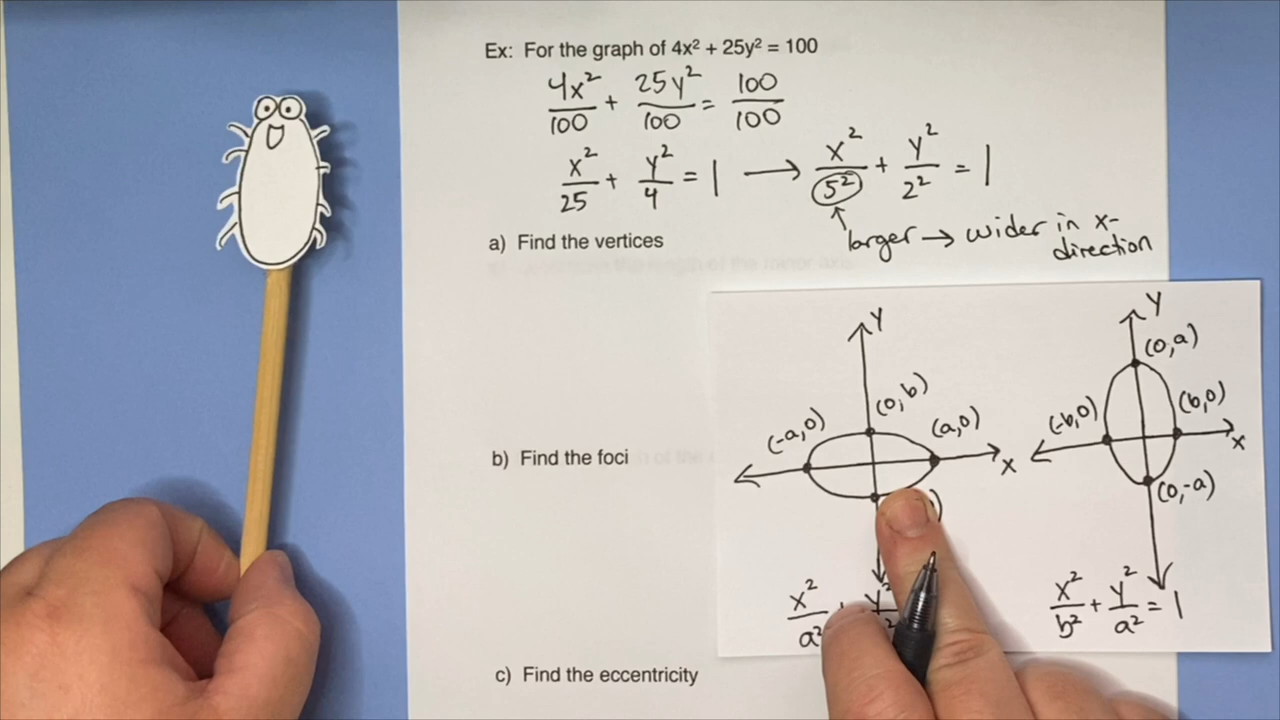 Ex: For the graph of 4x² + 25y² = 100
4x²/100 + 25y²/100 = 100/100
x²/25 + y²/4 = 1 → x²/5² + y²/2² = 1
larger → wider in x-
direction
a) Find the vertices
y
(0,b)
(-a,0)
(a,0)
x
y
(0,a)
(-b,0)
(b,0)
x
(0,-a)
b) Find the foci
x²/a² + y²
x²/b² + y²/a² = 1
c) Find the eccentricity